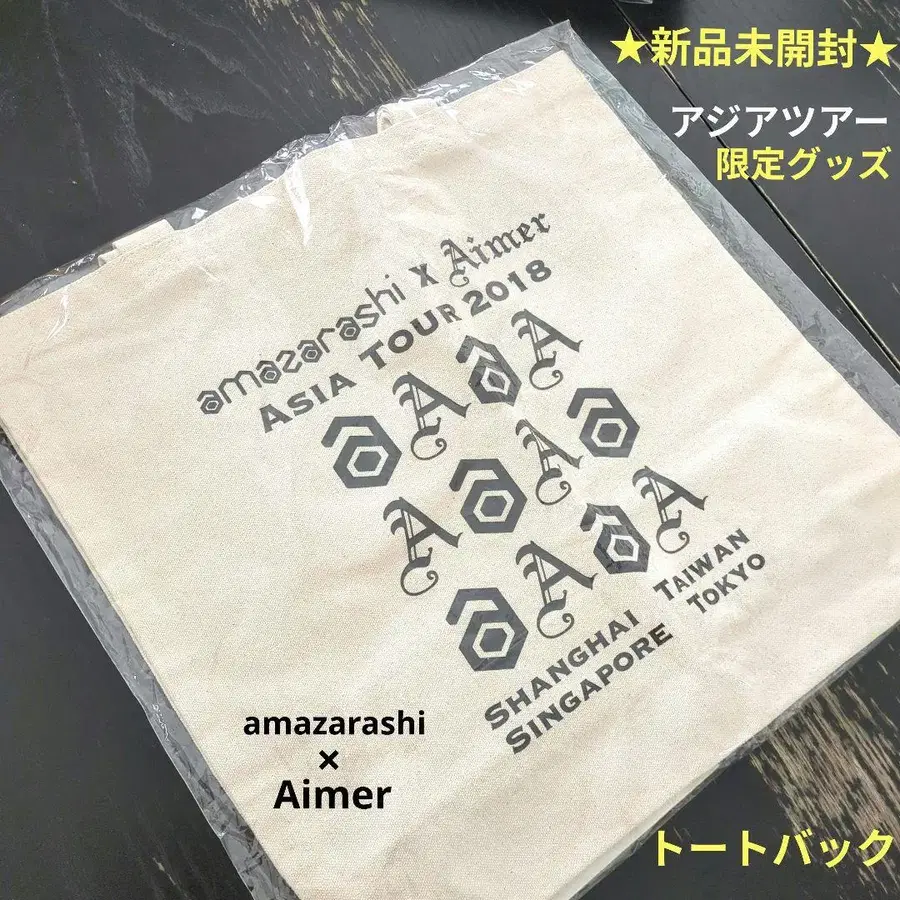 ★新品未開封★
アジアツアー
限定グッズ
amazarashi X Aimer
ASIA TOUR 2018
SHANGHAI TAIWAN
SINGAPORE TOKYO
amazarashi
×
Aimer
トートバック